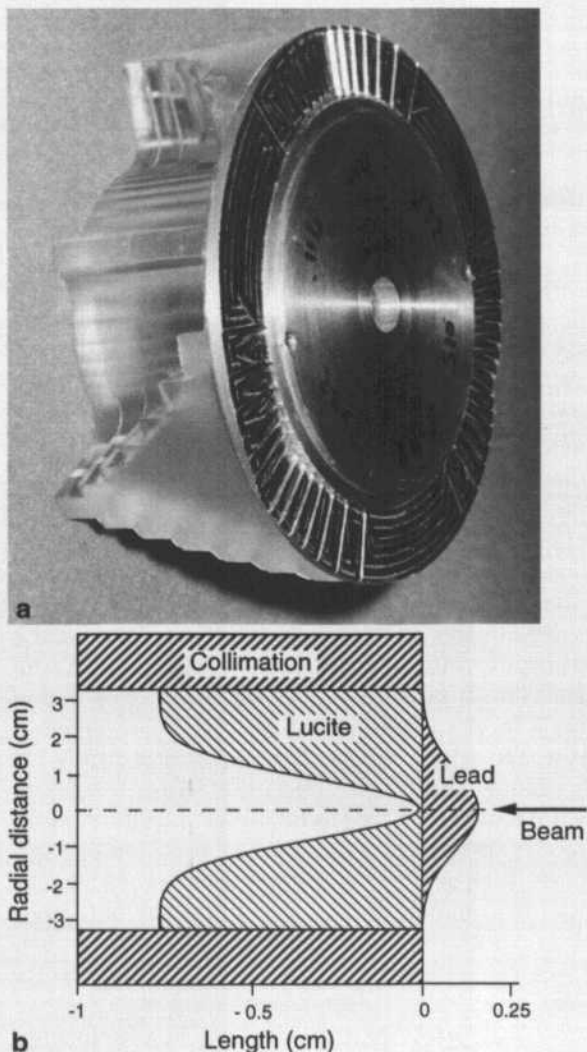 a
Collimation
Lucite
Lead
Beam
Radial distance (cm)
3
2
1
0
-1
-2
-3
-1
-0.5
0
0.25
Length (cm)
b